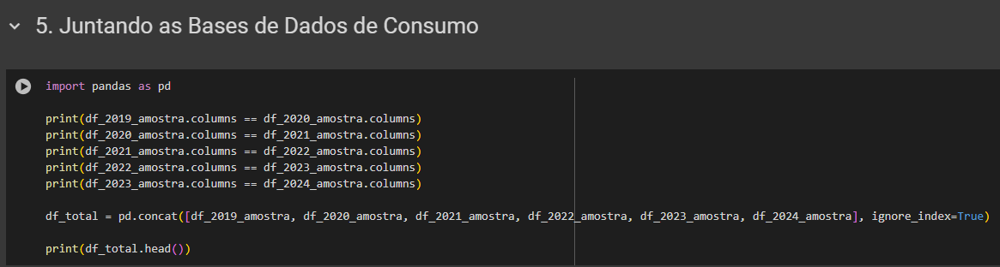 5. Juntando as Bases de Dados de Consumo
import pandas as pd
print(df_2019_amostra.columns == df_2020_amostra.columns)
print(df_2020_amostra.columns == df_2021_amostra.columns)
print(df_2021_amostra.columns == df_2022_amostra.columns)
print(df_2022_amostra.columns == df_2023_amostra.columns)
print(df_2023_amostra.columns == df_2024_amostra.columns)
df_total = pd.concat([df_2019_amostra, df_2020_amostra, df_2021_amostra, df_2022_amostra, df_2023_amostra, df_2024_amostra], ignore_index=True)
print(df_total.head())